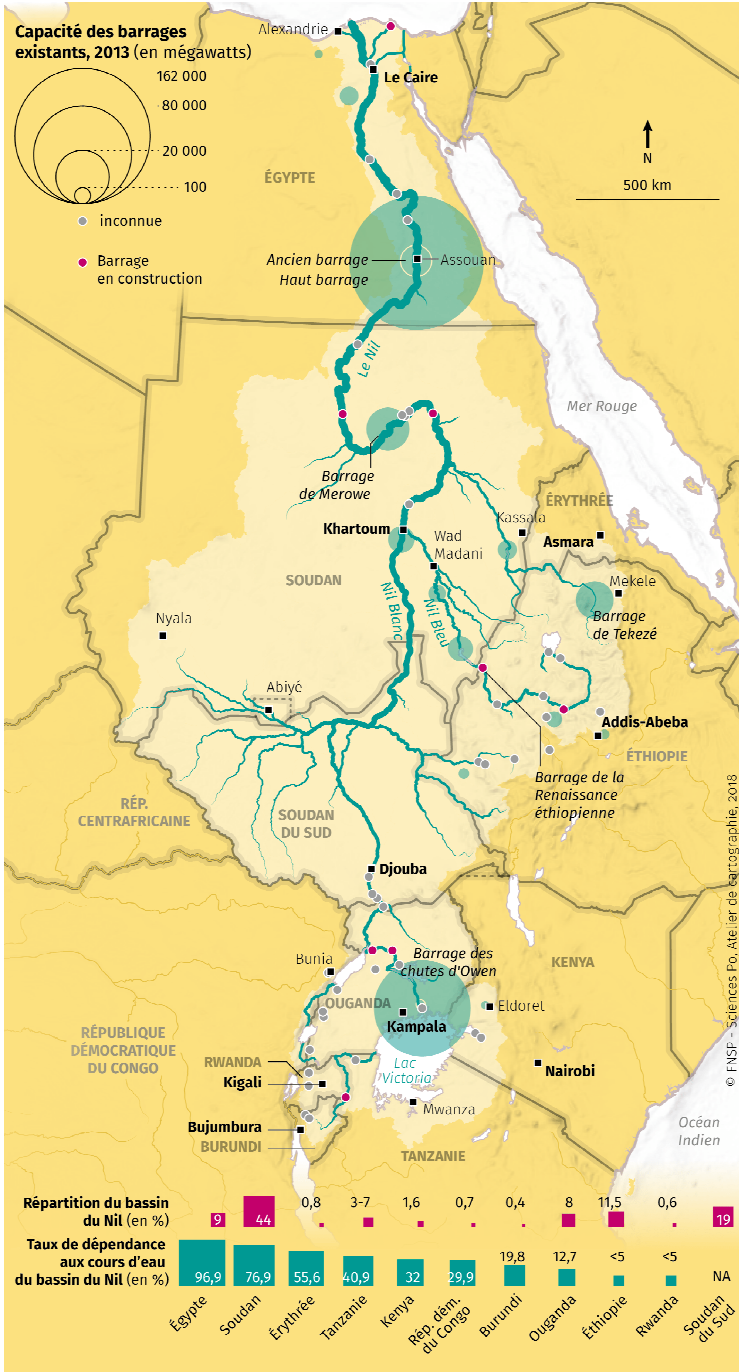 Capacité des barrages
existants, 2013 (en mégawatts)
162 000
80 000
20 000
100
inconnue
Barrage
en construction
Alexandrie
Le Caire
N
500 km
ÉGYPTE
Ancien barrage
Haut barrage
Assouan
Le Nil
Mer Rouge
Barrage
de Merowe
Khartoum
Kassala
ÉRYTHRÉE
Asmara
Wad
Madani
SOUDAN
Nil Blanc
Nil Bleu
Mekele
Barrage
de Tekezé
Nyala
Abiyé
Addis-Abeba
ÉTHIOPIE
Barrage de la
Renaissance
éthiopienne
RÉP.
CENTRAFRICAINE
SOUDAN
DU SUD
Djouba
Bunia
Barrage des
chutes d'Owen
KENYA
OUGANDA
Eldoret
Kampala
RÉPUBLIQUE
DÉMOCRATIQUE
DU CONGO
RWANDA
Kigali
Lac
Victoria
Nairobi
Mwanza
Bujumbura
BURUNDI
TANZANIE
Océan
Indien
© FNSP - Sciences Po, Atelier de cartographie, 2018
Répartition du bassin
du Nil (en %)
9 44 0,8 3-7 1,6 0,7 0,4 8 11,5 0,6 19
Taux de dépendance
aux cours d'eau
du bassin du Nil (en %)
96,9 76,9 55,6 40,9 32 29,9 19,8 12,7 <5 <5 NA
Égypte
Soudan
Érythrée
Tanzanie
Kenya
Rép. dém.
du Congo
Burundi
Ouganda
Éthiopie
Rwanda
Soudan
du Sud